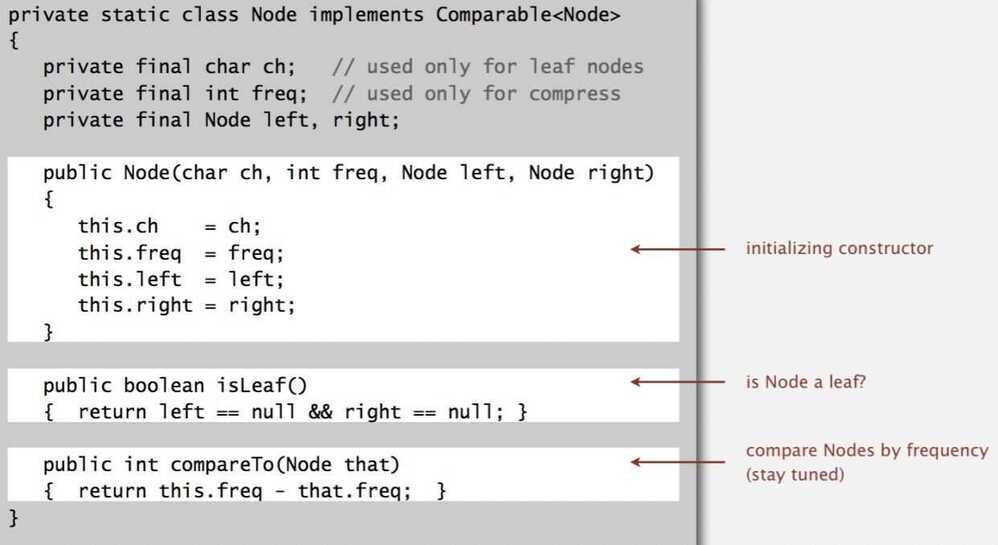 private static class Node implements Comparable<Node>
{
private final char ch;   // used only for leaf nodes
private final int freq;  // used only for compress
private final Node left, right;
public Node(char ch, int freq, Node left, Node right)
{
this.ch    = ch;
this.freq  = freq;
this.left  = left;
this.right = right;
}
initializing constructor
public boolean isLeaf()
{  return left == null && right == null; }
is Node a leaf?
public int compareTo(Node that)
{  return this.freq - that.freq;  }
compare Nodes by frequency
(stay tuned)
}